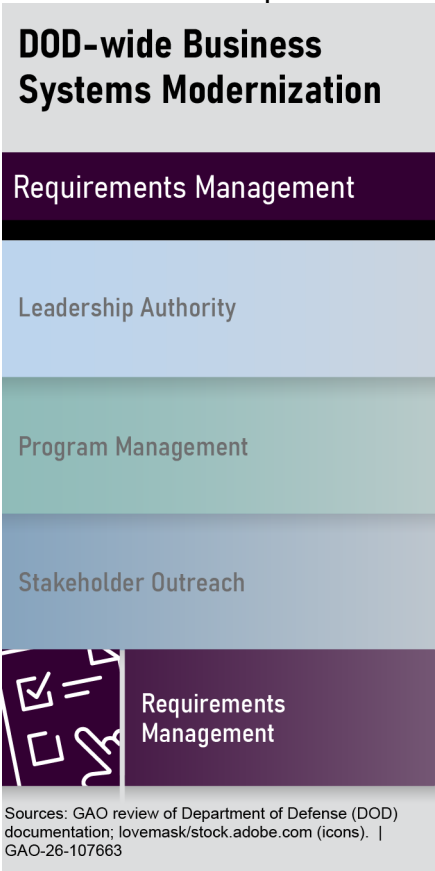 DOD-wide Business
Systems Modernization
Requirements Management
Leadership Authority
Program Management
Stakeholder Outreach
Requirements
Management
Sources: GAO review of Department of Defense (DOD)
documentation; lovemask/stock.adobe.com (icons).  |
GAO-26-107663